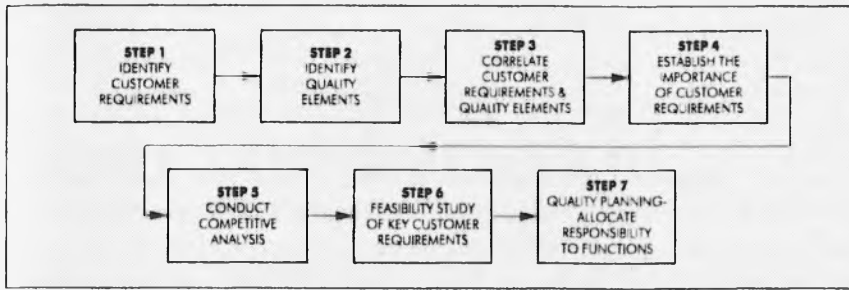 STEP 1
IDENTIFY
CUSTOMER
REQUIREMENTS
STEP 2
IDENTIFY
QUALITY
ELEMENTS
STEP 3
CORRELATE
CUSTOMER
REQUIREMENTS &
QUALITY ELEMENTS
STEP 4
ESTABLISH THE
IMPORTANCE
OF CUSTOMER
REQUIREMENTS
STEP 5
CONDUCT
COMPETITIVE
ANALYSIS
STEP 6
FEASIBILITY STUDY
OF KEY CUSTOMER
REQUIREMENTS
STEP 7
QUALITY PLANNING-
ALLOCATE
RESPONSIBILITY
TO FUNCTIONS